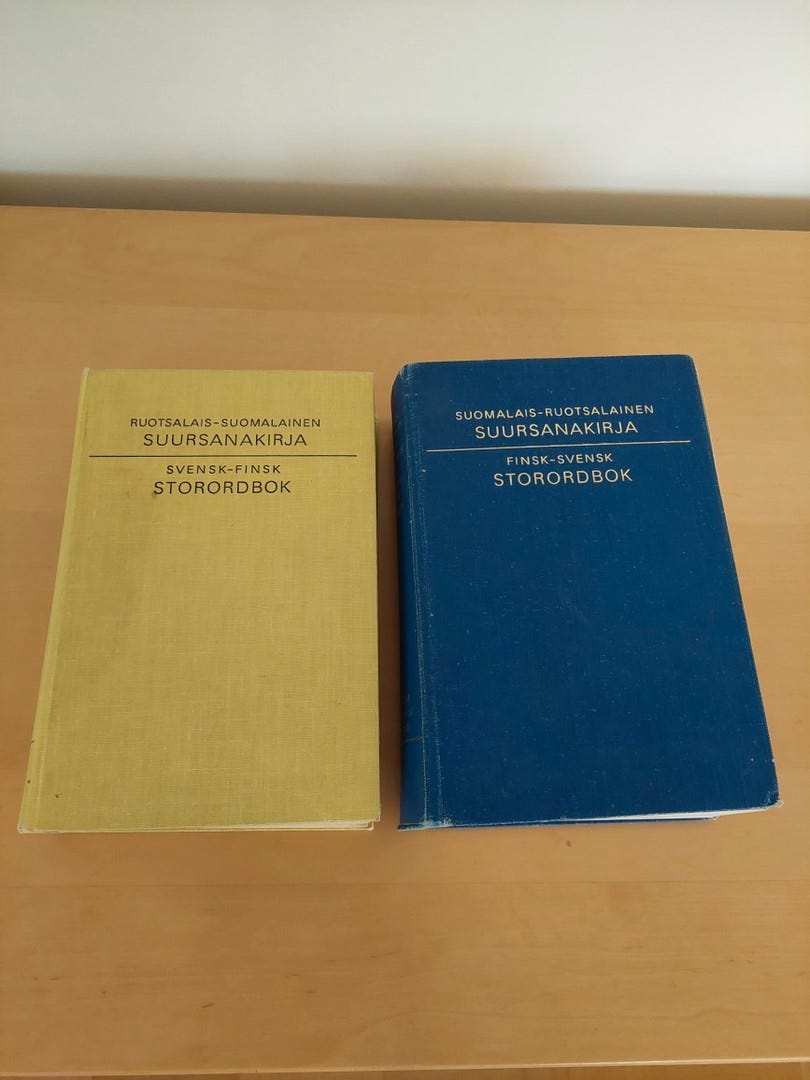 RUOTSALAIS-SUOMALAINEN
SUURSANAKIRJA
SVENSK-FINSK
STORORDBOK
SUOMALAIS-RUOTSALAINEN
SUURSANAKIRJA
FINSK-SVENSK
STORORDBOK